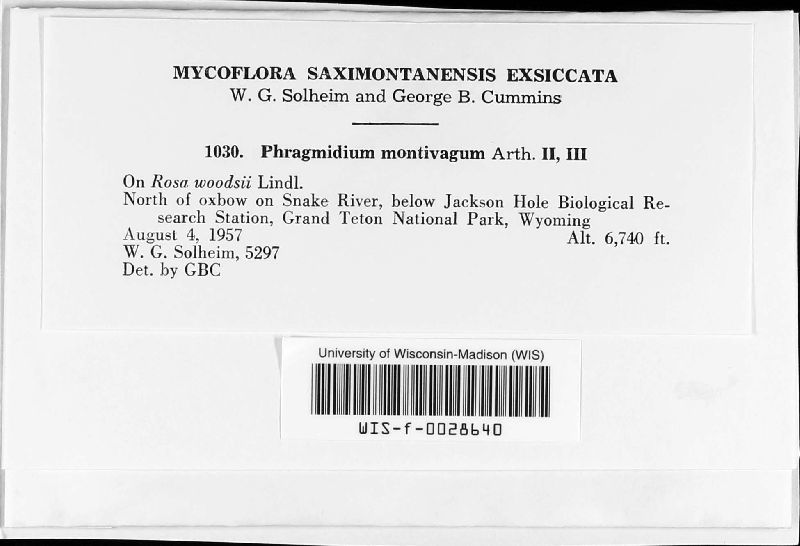 MYCOFLORA SAXIMONTANENSIS EXSICCATA
W. G. Solheim and George B. Cummins
1030. Phragmidium montivagum Arth. II, III
On Rosa woodsii Lindl.
North of oxbow on Snake River, below Jackson Hole Biological Re-
search Station, Grand Teton National Park, Wyoming
August 4, 1957 Alt. 6,740 ft.
W. G. Solheim, 5297
Det. by GBC
University of Wisconsin-Madison (WIS)
WIS-f-0028640